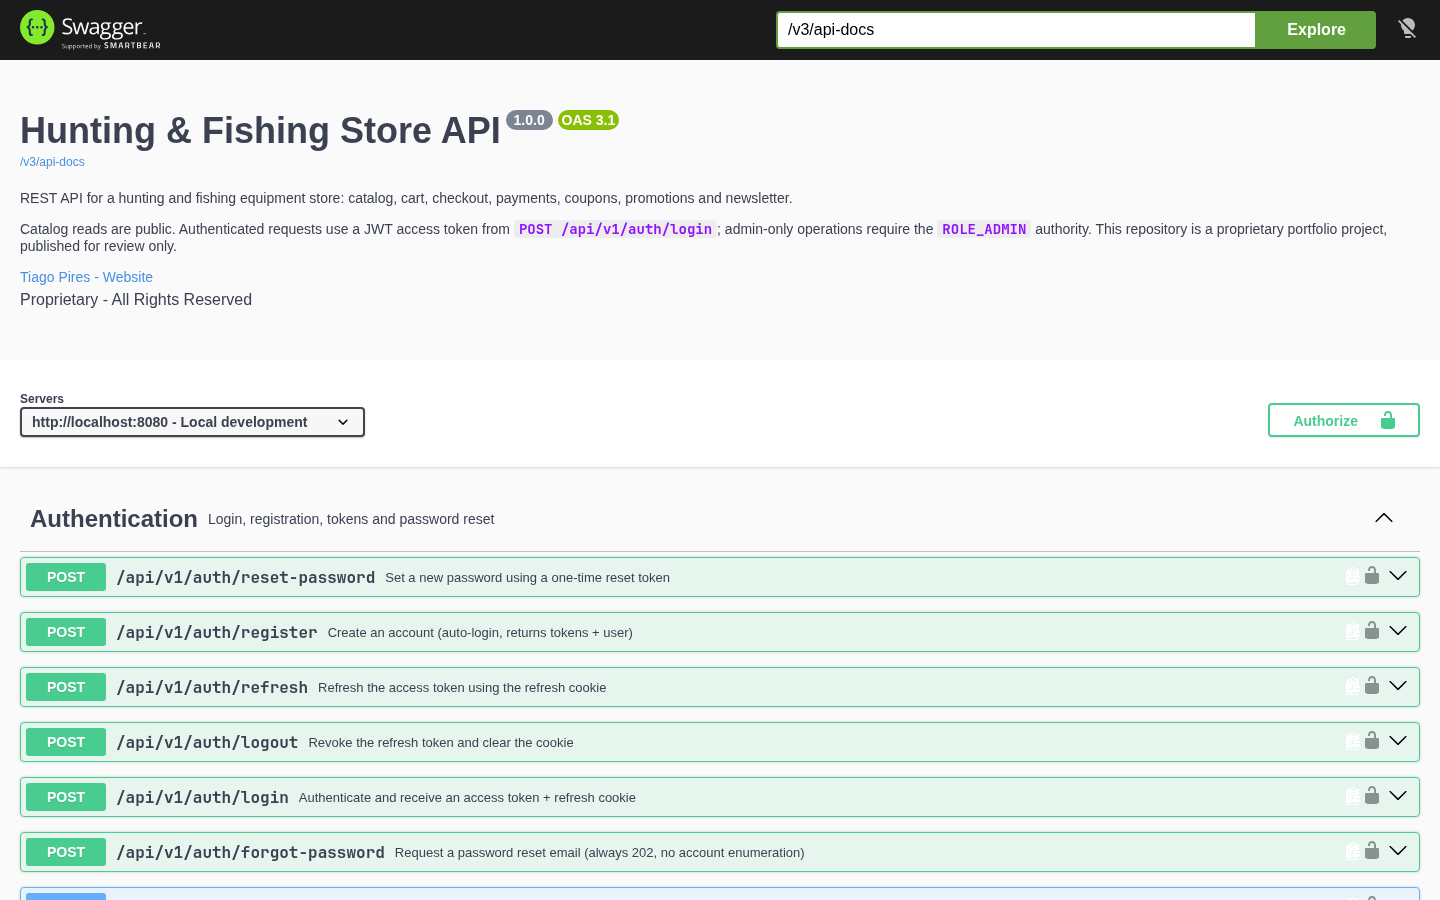 Swagger
Supported by SMARTBEAR
/v3/api-docs
Explore
Hunting & Fishing Store API 1.0.0 OAS 3.1
/v3/api-docs
REST API for a hunting and fishing equipment store: catalog, cart, checkout, payments, coupons, promotions and newsletter.
Catalog reads are public. Authenticated requests use a JWT access token from POST /api/v1/auth/login; admin-only operations require the ROLE_ADMIN authority. This repository is a proprietary portfolio project,
published for review only.
Tiago Pires - Website
Proprietary - All Rights Reserved
Servers
http://localhost:8080 - Local development
Authorize
Authentication Login, registration, tokens and password reset
POST /api/v1/auth/reset-password Set a new password using a one-time reset token
POST /api/v1/auth/register Create an account (auto-login, returns tokens + user)
POST /api/v1/auth/refresh Refresh the access token using the refresh cookie
POST /api/v1/auth/logout Revoke the refresh token and clear the cookie
POST /api/v1/auth/login Authenticate and receive an access token + refresh cookie
POST /api/v1/auth/forgot-password Request a password reset email (always 202, no account enumeration)